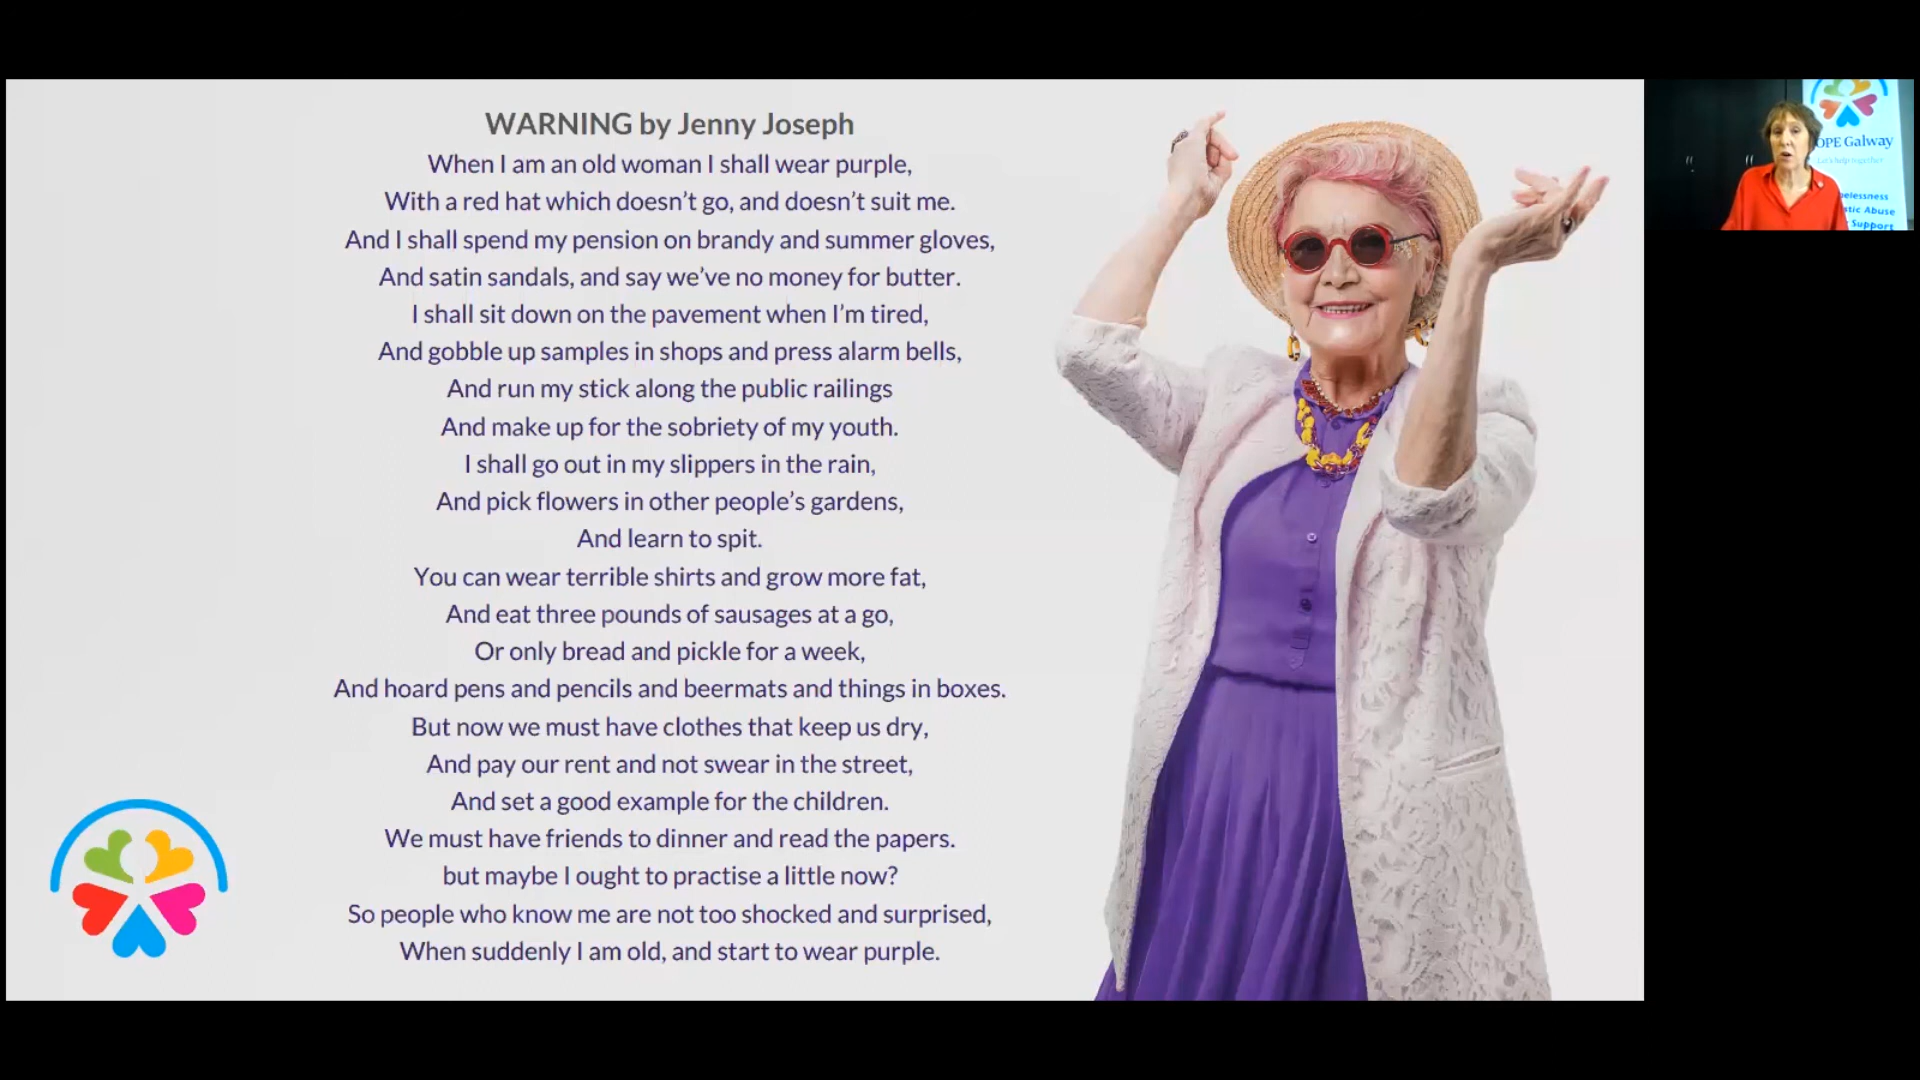 WARNING by Jenny Joseph
When I am an old woman I shall wear purple,
With a red hat which doesn’t go, and doesn’t suit me.
And I shall spend my pension on brandy and summer gloves,
And satin sandals, and say we’ve no money for butter.
I shall sit down on the pavement when I’m tired,
And gobble up samples in shops and press alarm bells,
And run my stick along the public railings
And make up for the sobriety of my youth.
I shall go out in my slippers in the rain,
And pick flowers in other people’s gardens,
And learn to spit.
You can wear terrible shirts and grow more fat,
And eat three pounds of sausages at a go,
Or only bread and pickle for a week,
And hoard pens and pencils and beermats and things in boxes.
But now we must have clothes that keep us dry,
And pay our rent and not swear in the street,
And set a good example for the children.
We must have friends to dinner and read the papers.
but maybe I ought to practise a little now?
So people who know me are not too shocked and surprised,
When suddenly I am old, and start to wear purple.
OPE Galway
Let's help together
elessness
tic Abuse
Support